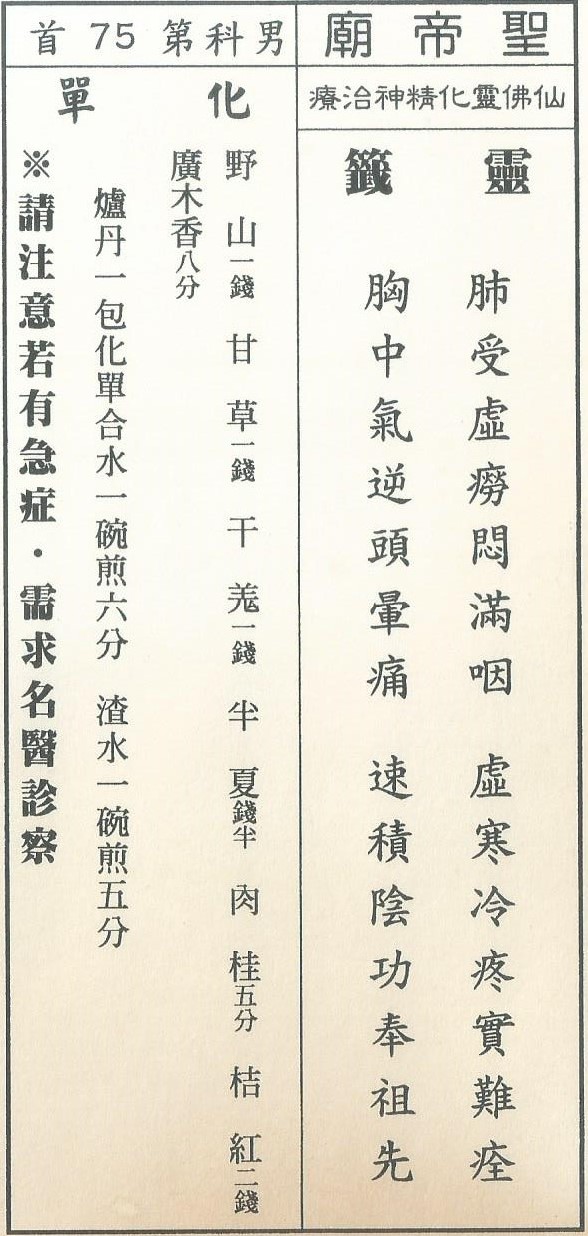 聖帝廟
男科第75首
仙佛靈化精神治療
靈籤
肺受虛癆悶滿咽　虛寒冷疼實難痊
胸中氣逆頭暈痛　速積陰功奉祖先
化單
野山一錢　甘草一錢　干羗一錢　半夏錢半　肉桂五分　桔紅二錢
廣木香八分
爐丹一包化單合水一碗煎六分　渣水一碗煎五分
※請注意若有急症・需求名醫診察